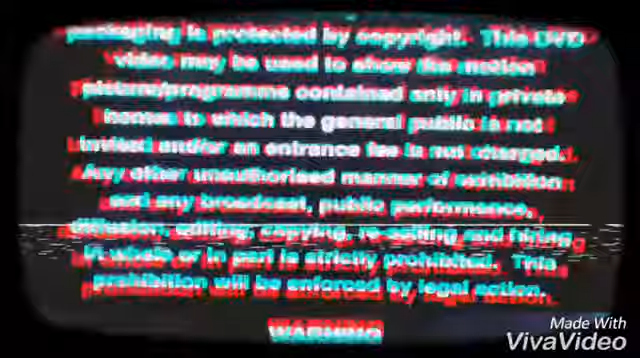 packaging is protected by copyright. This DVD
video may be used to show the motion
picture/programme contained only in private
homes to which the general public is not
invited and/or an entrance fee is not charged.
Any other unauthorised manner of exhibition
and any broadcast, public performance,
diffusion, editing, copying, re-selling and hiring
in whole or in part is strictly prohibited. This
prohibition will be enforced by legal action.
WARNING
Made With
VivaVideo